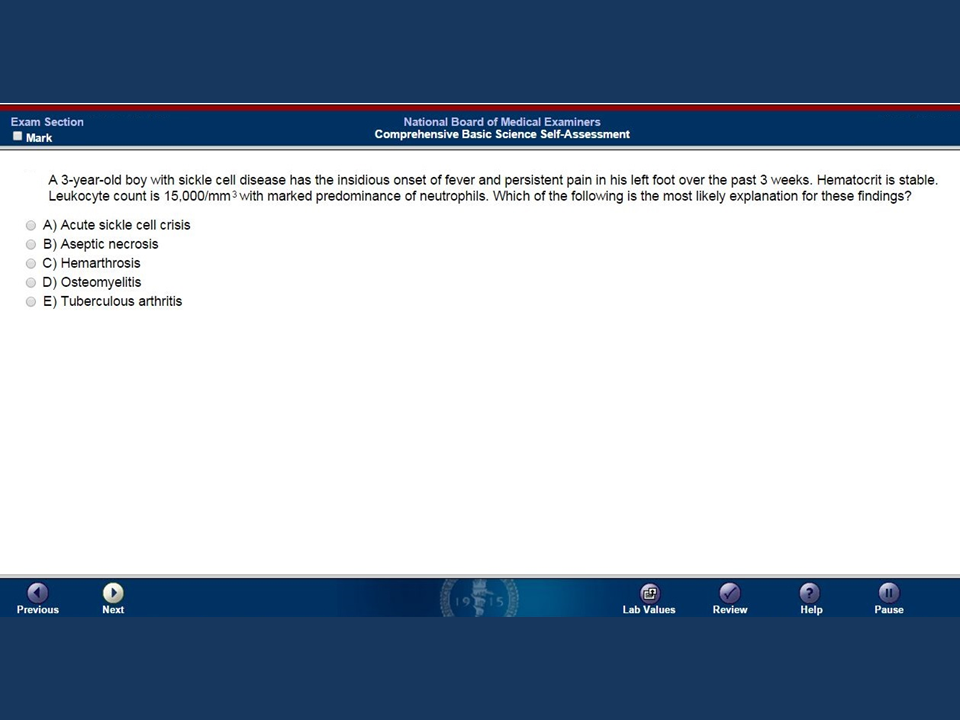 Exam Section
Mark
National Board of Medical Examiners
Comprehensive Basic Science Self-Assessment
A 3-year-old boy with sickle cell disease has the insidious onset of fever and persistent pain in his left foot over the past 3 weeks. Hematocrit is stable.
Leukocyte count is 15,000/mm³ with marked predominance of neutrophils. Which of the following is the most likely explanation for these findings?
A) Acute sickle cell crisis
B) Aseptic necrosis
C) Hemarthrosis
D) Osteomyelitis
E) Tuberculous arthritis
1915
Previous
Next
Lab Values
Review
Help
Pause